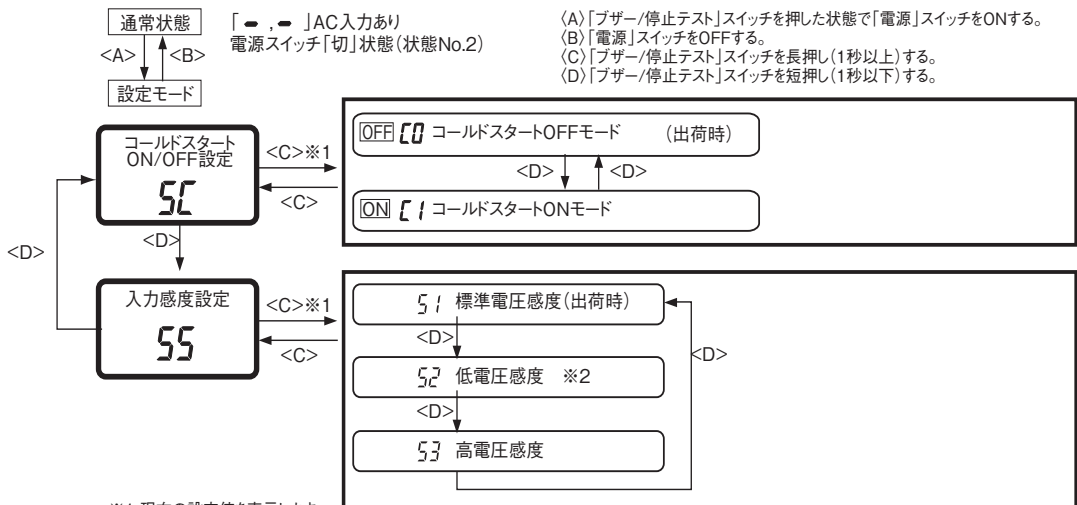 通常状態
<A>
<B>
設定モード
「 - , - 」AC入力あり
電源スイッチ「切」状態(状態No.2)
〈A〉「ブザー/停止テスト」スイッチを押した状態で「電源」スイッチをONする。
〈B〉「電源」スイッチをOFFする。
〈C〉「ブザー/停止テスト」スイッチを長押し(1秒以上)する。
〈D〉「ブザー/停止テスト」スイッチを短押し(1秒以下)する。
コールドスタート
ON/OFF設定
SC
<C>※1
<C>
OFF C0 コールドスタートOFFモード (出荷時)
<D>
<D>
ON C1 コールドスタートONモード
<D>
<D>
入力感度設定
SS
<C>※1
<C>
S1 標準電圧感度(出荷時)
<D>
S2 低電圧感度 ※2
<D>
S3 高電圧感度
<D>